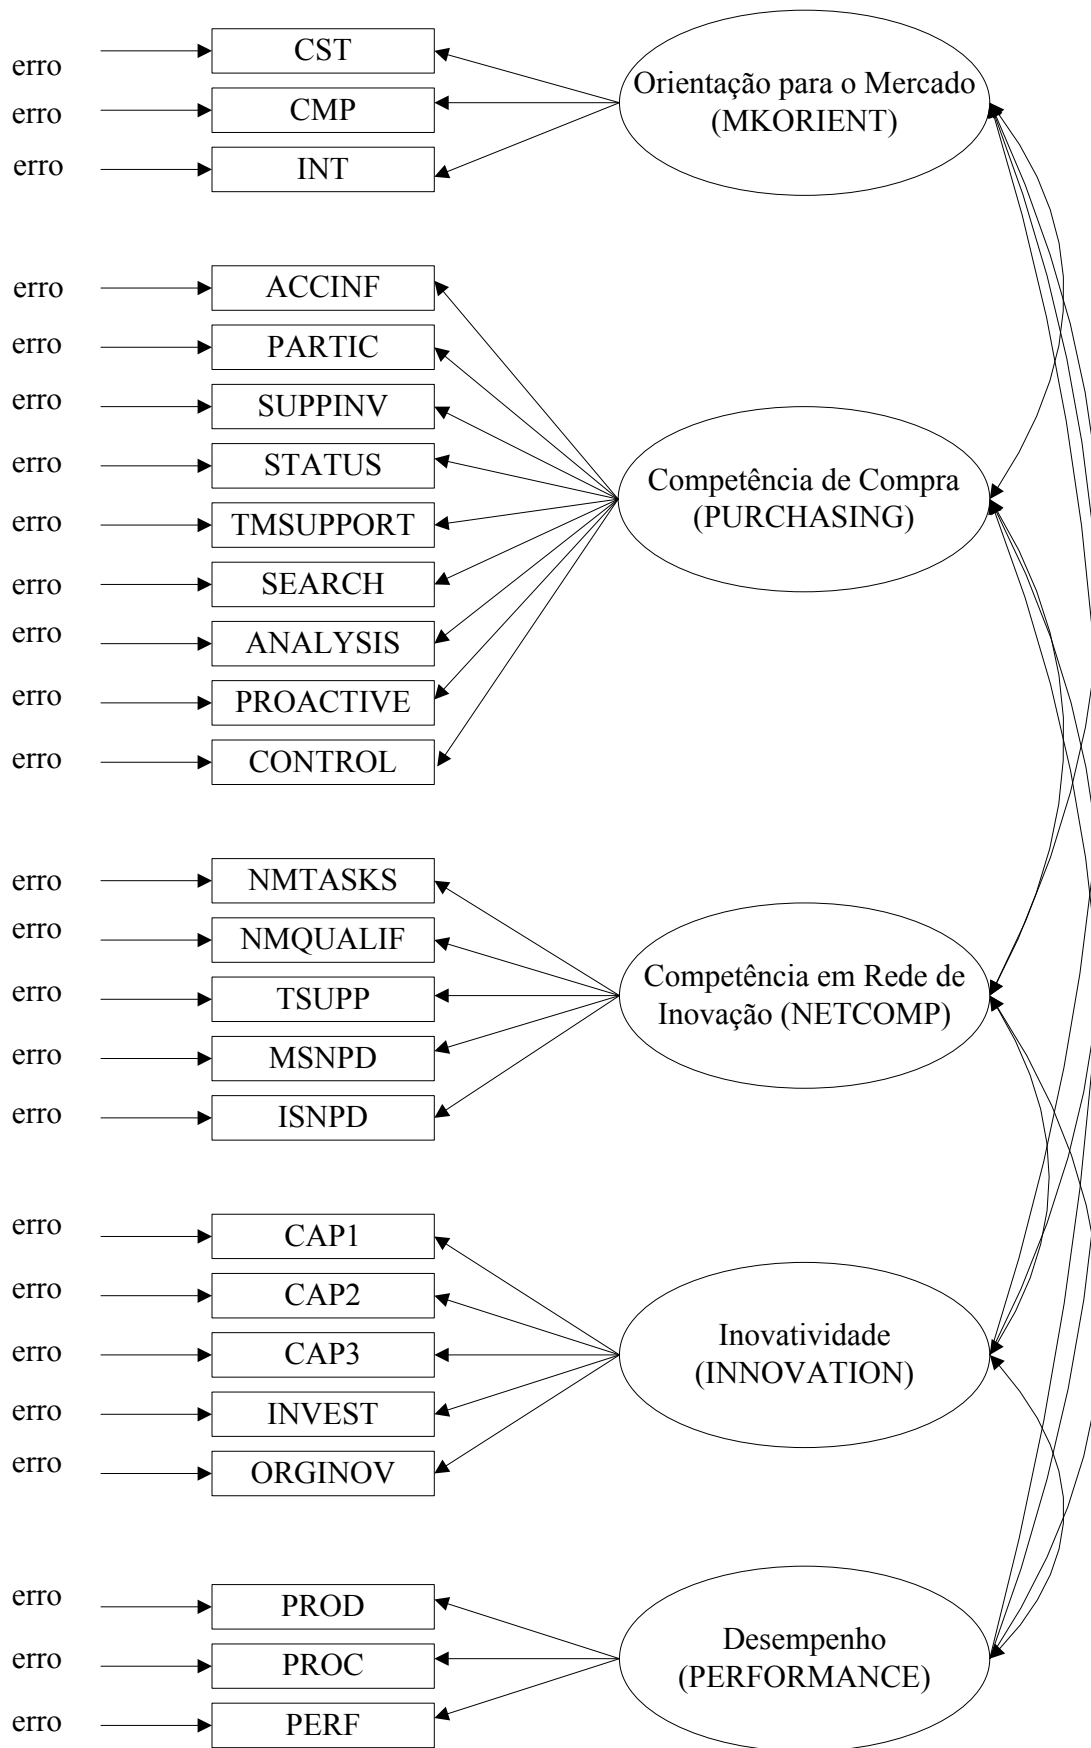 erro
CST
Orientação para o Mercado
(MKORIENT)
erro
CMP
erro
INT
erro
ACCINF
erro
PARTIC
erro
SUPPINV
erro
STATUS
Competência de Compra
(PURCHASING)
erro
TMSUPPORT
erro
SEARCH
erro
ANALYSIS
erro
PROACTIVE
erro
CONTROL
erro
NMTASKS
erro
NMQUALIF
erro
TSUPP
Competência em Rede de
Inovação (NETCOMP)
erro
MSNPD
erro
ISNPD
erro
CAP1
erro
CAP2
erro
CAP3
Inovatividade
(INNOVATION)
erro
INVEST
erro
ORGINOV
erro
PROD
erro
PROC
Desempenho
(PERFORMANCE)
erro
PERF